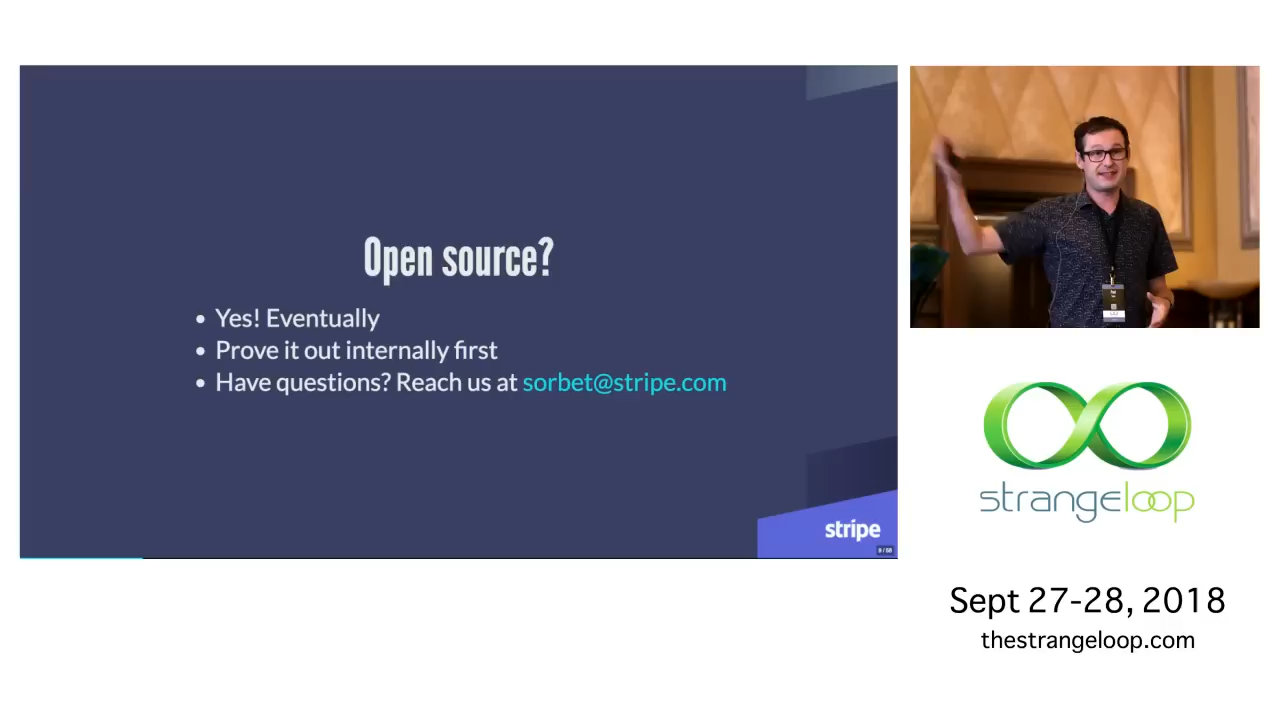 Open source?
Yes! Eventually
Prove it out internally first
Have questions? Reach us at sorbet@stripe.com
stripe
strangeloop
Sept 27-28, 2018
thestrangeloop.com